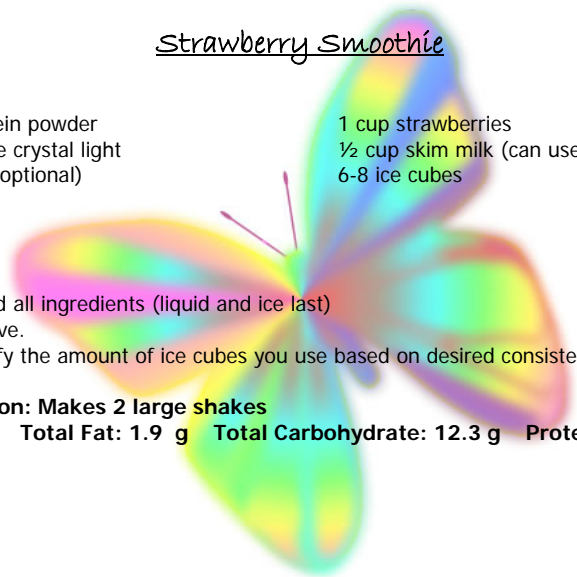 Strawberry Smoothie
ein powder 1 cup strawberries
e crystal light ½ cup skim milk (can use
optional) 6-8 ice cubes
d all ingredients (liquid and ice last)
ve.
fy the amount of ice cubes you use based on desired consiste
on: Makes 2 large shakes
Total Fat: 1.9 g Total Carbohydrate: 12.3 g Prote